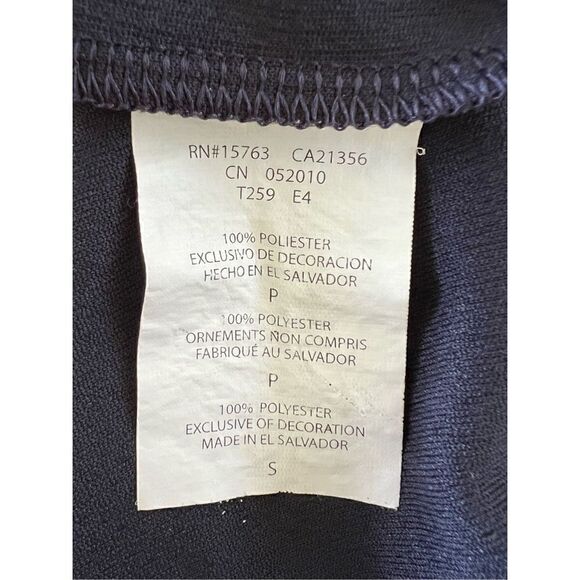 RN#15763 CA21356
CN 052010
T259 E4
100% POLIESTER
EXCLUSIVO DE DECORACION
HECHO EN EL SALVADOR
P
100% POLYESTER
ORNEMENTS NON COMPRIS
FABRIQUÉ AU SALVADOR
P
100% POLYESTER
EXCLUSIVE OF DECORATION
MADE IN EL SALVADOR
S